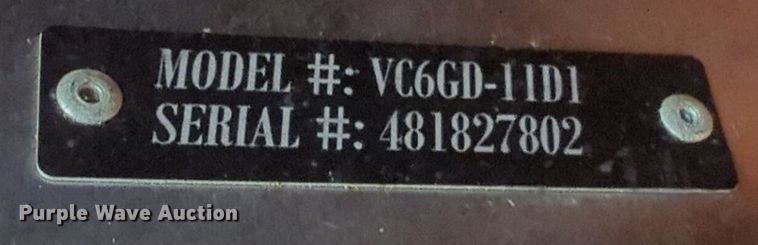 MODEL #: VC6GD-11D1
SERIAL #: 481827802
Purple Wave Auction